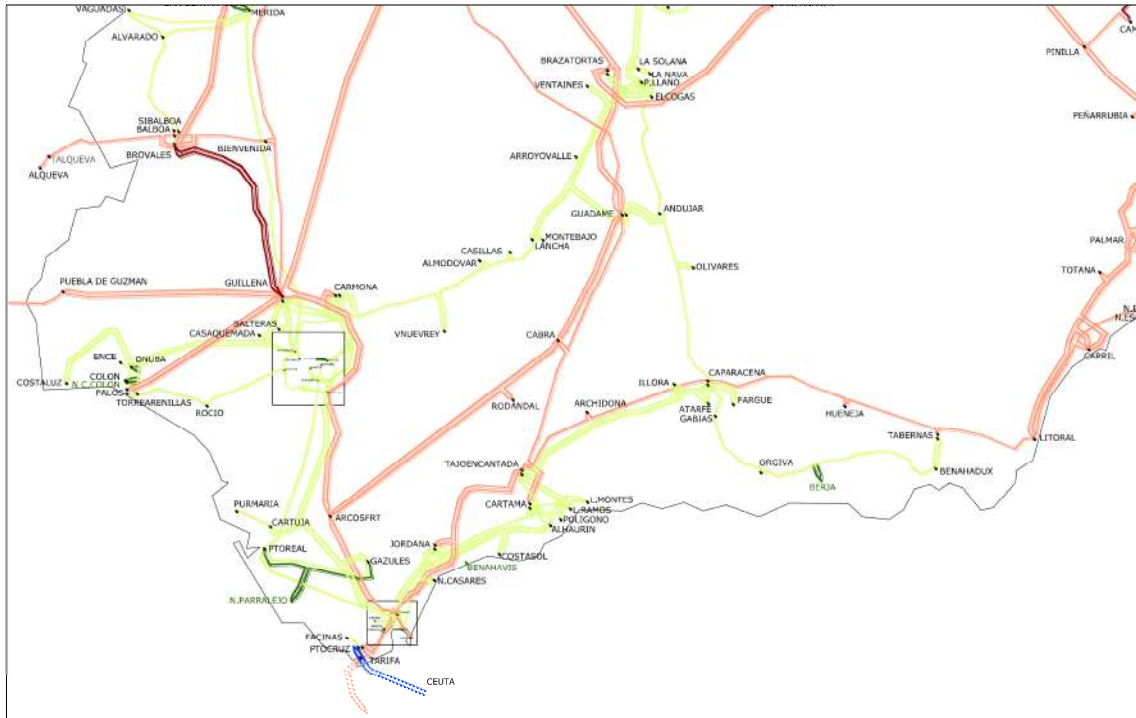 VAGUADAS
MERIDA
ALVARADO
PINILLA
BRAZATORTAS
LA SOLANA
LA NAVA
P.LLANO
VENTAINES
ELCOGAS
PEÑARRUBIA
SIBALBOA
BALBOA
BROVALES
BIENVENIDA
ALQUEVA
ARROYOVALLE
GUADAME
ANDUJAR
MONTEBAJO
LANCHA
CASILLAS
ALMODOVAR
OLIVARES
PALMAR
TOTANA
PUEBLA DE GUZMAN
GUILLENA
CARMONA
SALTERAS
CASAQUEMADA
VNUEVREY
CABRA
CARRIL
ENCE
ONUBA
COSTALUZ
COLON
N.C.COLON
PALOS
TORREARENILLAS
ROCIO
ILLORA
CAPARACENA
RODANDAL
ARCHIDONA
ATARFE
FARGUE
GABIAS
HUENEJA
TABERNAS
LITORAL
TAJOENCANTADA
ORGIVA
BERJA
BENAHADUX
PURMARIA
CARTUJA
ARCOSFRT
CARTAMA
L.MONTES
L.RAMOS
POLIGONO
ALHAURIN
PTOREAL
JORDANA
GAZULES
BENAHAVIS
COSTASOL
N.CASARES
N.PARRALEJO
FACINAS
PTOCRUZ
TARIFA
CEUTA